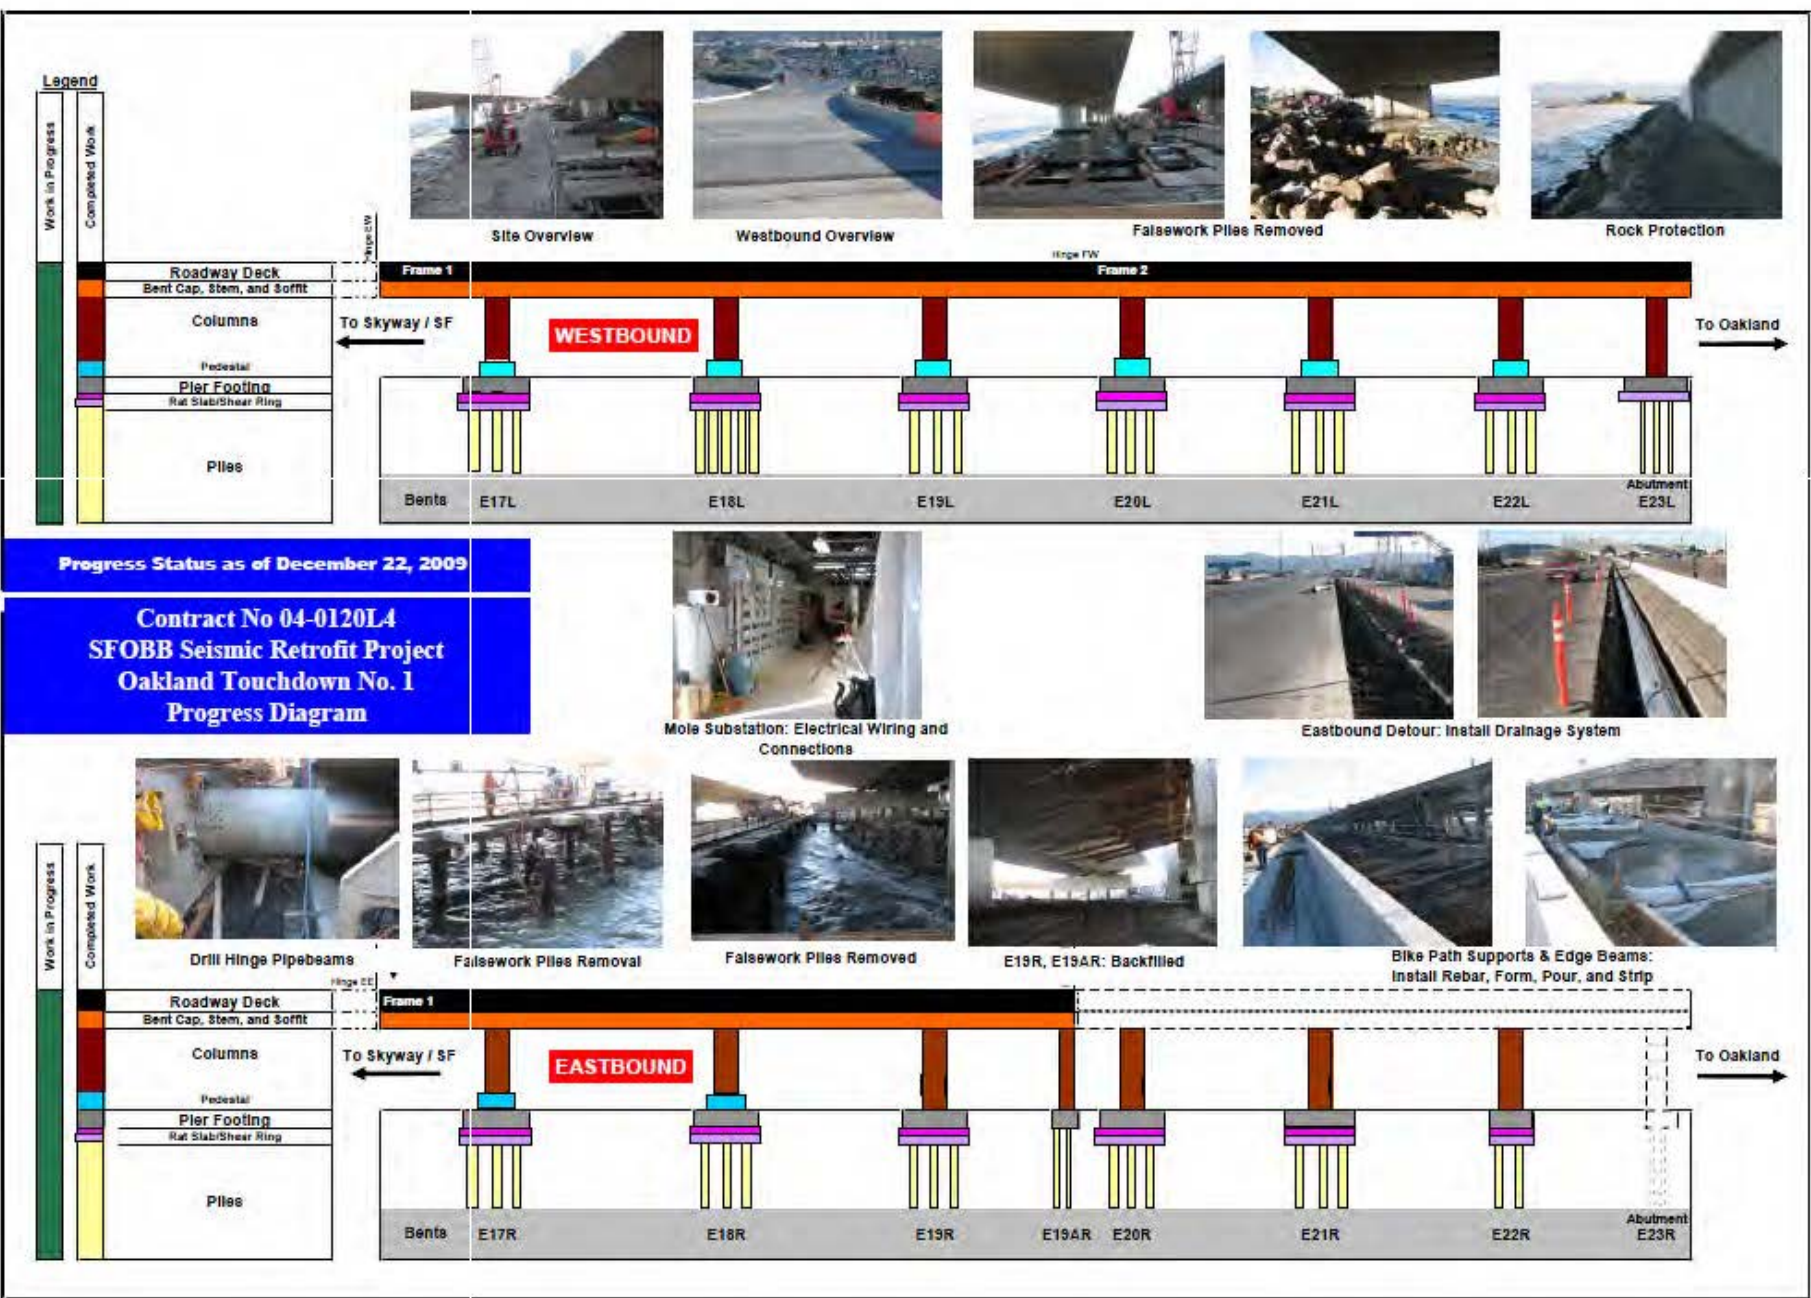 Legend
Work in Progress
Completed Work
Site Overview
Westbound Overview
Falsework Piles Removed
Rock Protection
Hinge EW
Hinge FW
Roadway Deck
Bent Cap, Stem, and Soffit
Columns
Pedestal
Pier Footing
Rat Slab/Shear Ring
Piles
Frame 1
Frame 2
To Skyway / SF
WESTBOUND
To Oakland
Bents E17L E18L E19L E20L E21L E22L Abutment
E23L
Progress Status as of December 22, 2009
Contract No 04-0120L4
SFOBB Seismic Retrofit Project
Oakland Touchdown No. 1
Progress Diagram
Mole Substation: Electrical Wiring and
Connections
Eastbound Detour: Install Drainage System
Work in Progress
Completed Work
Drill Hinge Pipebeams
Falsework Piles Removal
Falsework Piles Removed
E19R, E19AR: Backfilled
Bike Path Supports & Edge Beams:
Install Rebar, Form, Pour, and Strip
Hinge EE
Roadway Deck
Bent Cap, Stem, and Soffit
Columns
Pedestal
Pier Footing
Rat Slab/Shear Ring
Piles
Frame 1
To Skyway / SF
EASTBOUND
To Oakland
Bents E17R E18R E19R E19AR E20R E21R E22R Abutment
E23R